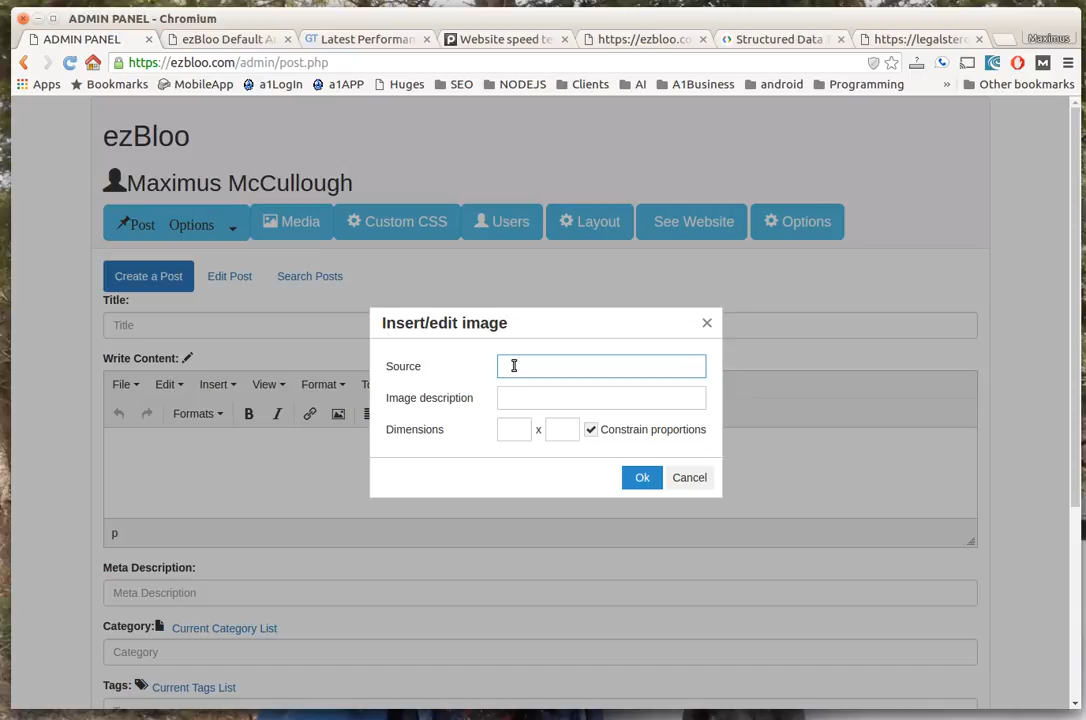 ADMIN PANEL - Chromium
ADMIN PANEL
ezBloo Default A
Latest Performan
Website speed te
https://ezbloo.co
Structured Data T
https://legalster
Maximus
https://ezbloo.com/admin/post.php
Apps
Bookmarks
MobileApp
a1LogIn
a1APP
Huges
SEO
NODEJS
Clients
AI
A1Business
android
Programming
»
Other bookmarks
ezBloo
Maximus McCullough
Post Options
Media
Custom CSS
Users
Layout
See Website
Options
Create a Post
Edit Post
Search Posts
Title:
Title
Write Content:
File
Edit
Insert
View
Format
To
Formats
B
I
p
Insert/edit image
×
Source
Image description
Dimensions
x
Constrain proportions
Ok
Cancel
Meta Description:
Meta Description
Category:
Current Category List
Category
Tags:
Current Tags List